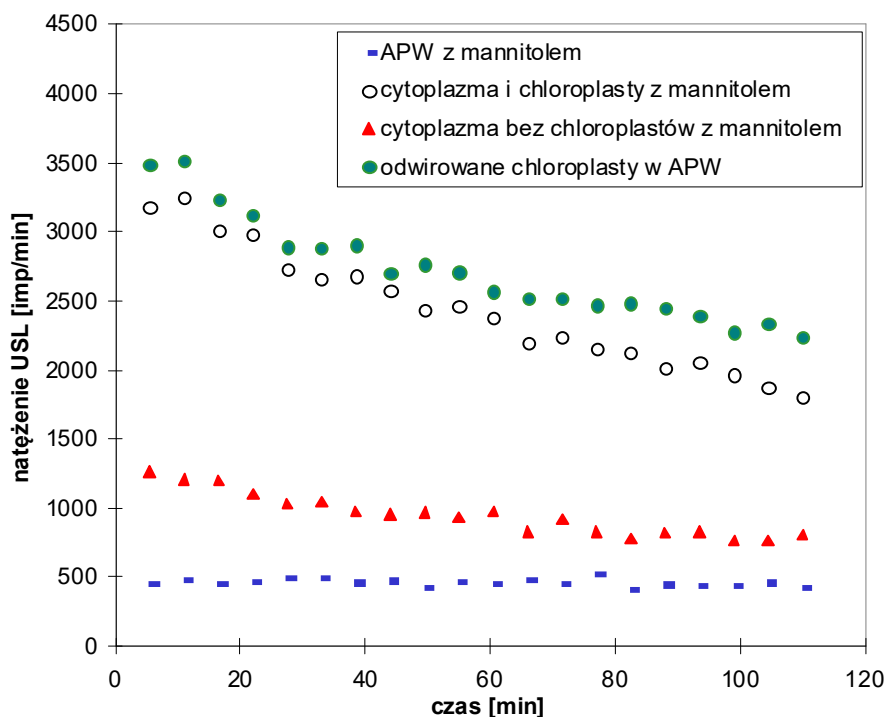 4500
4000
3500
3000
2500
2000
1500
1000
500
0
natężenie USL [imp/min]
APW z mannitolem
cytoplazma i chloroplasty z mannitolem
cytoplazma bez chloroplastów z mannitolem
odwirowane chloroplasty w APW
0 20 40 60 80 100 120
czas [min]